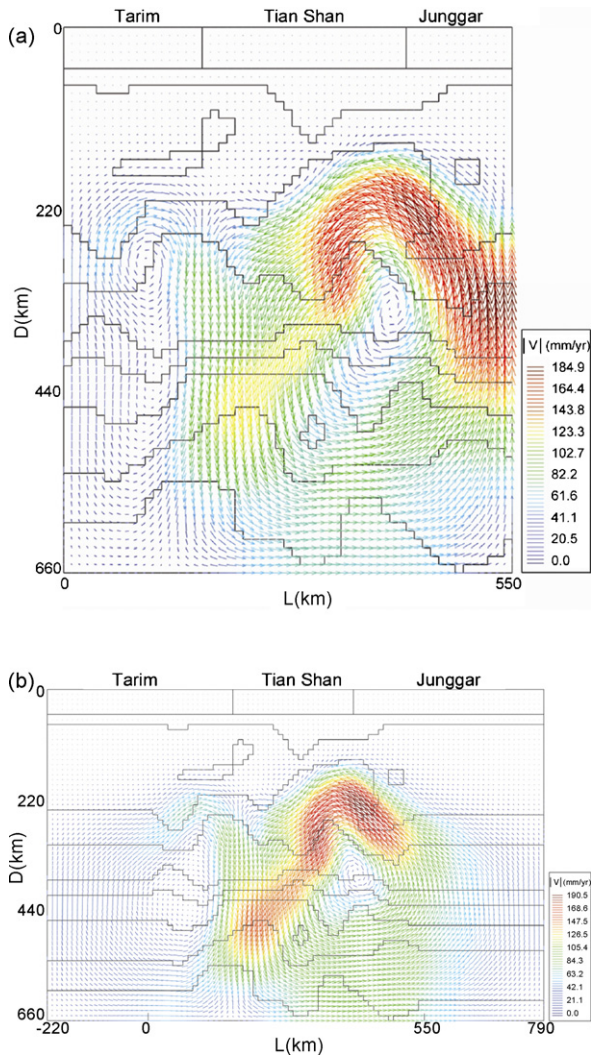 Tarim Tian Shan Junggar
(a)
0
220
D(km)
440
660
0 550
L(km)
|V| (mm/yr)
184.9
164.4
143.8
123.3
102.7
82.2
61.6
41.1
20.5
0.0
(b)
Tarim Tian Shan Junggar
0
220
D(km)
440
660
-220 0 550 790
L(km)
|V|(mm/yr)
190.5
168.6
147.5
126.5
105.4
84.3
63.2
42.1
21.1
0.0